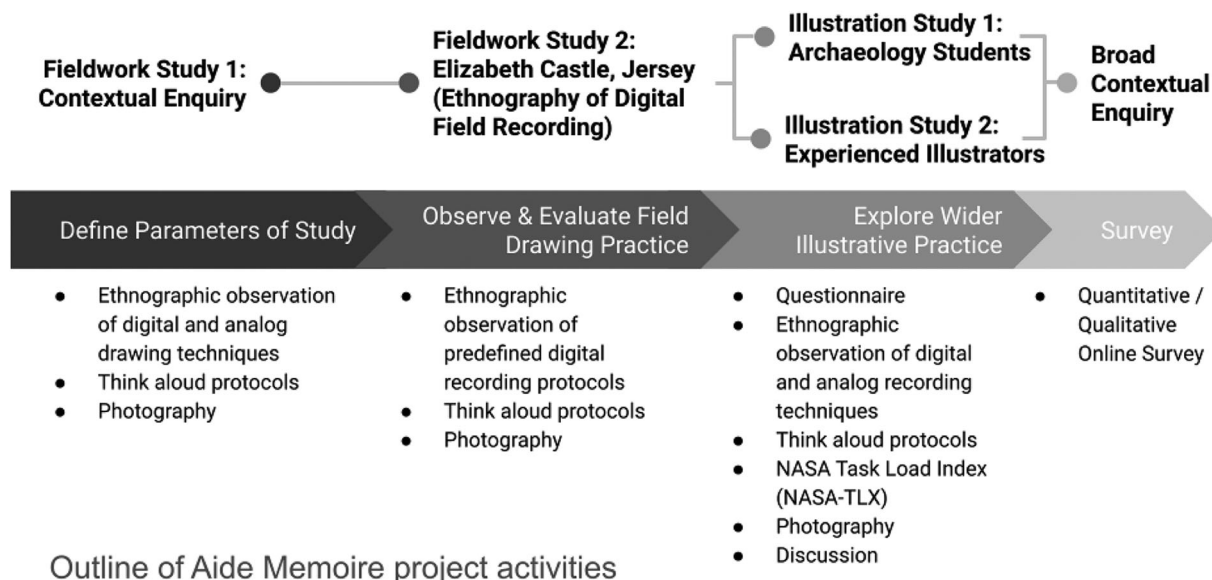 Fieldwork Study 1:
Contextual Enquiry
Fieldwork Study 2:
Elizabeth Castle, Jersey
(Ethnography of Digital
Field Recording)
Illustration Study 1:
Archaeology Students
Illustration Study 2:
Experienced Illustrators
Broad
Contextual
Enquiry
Define Parameters of Study
Observe & Evaluate Field
Drawing Practice
Explore Wider
Illustrative Practice
Survey
• Ethnographic observation
of digital and analog
drawing techniques
• Think aloud protocols
• Photography
• Ethnographic
observation of
predefined digital
recording protocols
• Think aloud protocols
• Photography
• Questionnaire
• Ethnographic
observation of digital
and analog recording
techniques
• Think aloud protocols
• NASA Task Load Index
(NASA-TLX)
• Photography
• Discussion
• Quantitative /
Qualitative
Online Survey
Outline of Aide Memoire project activities